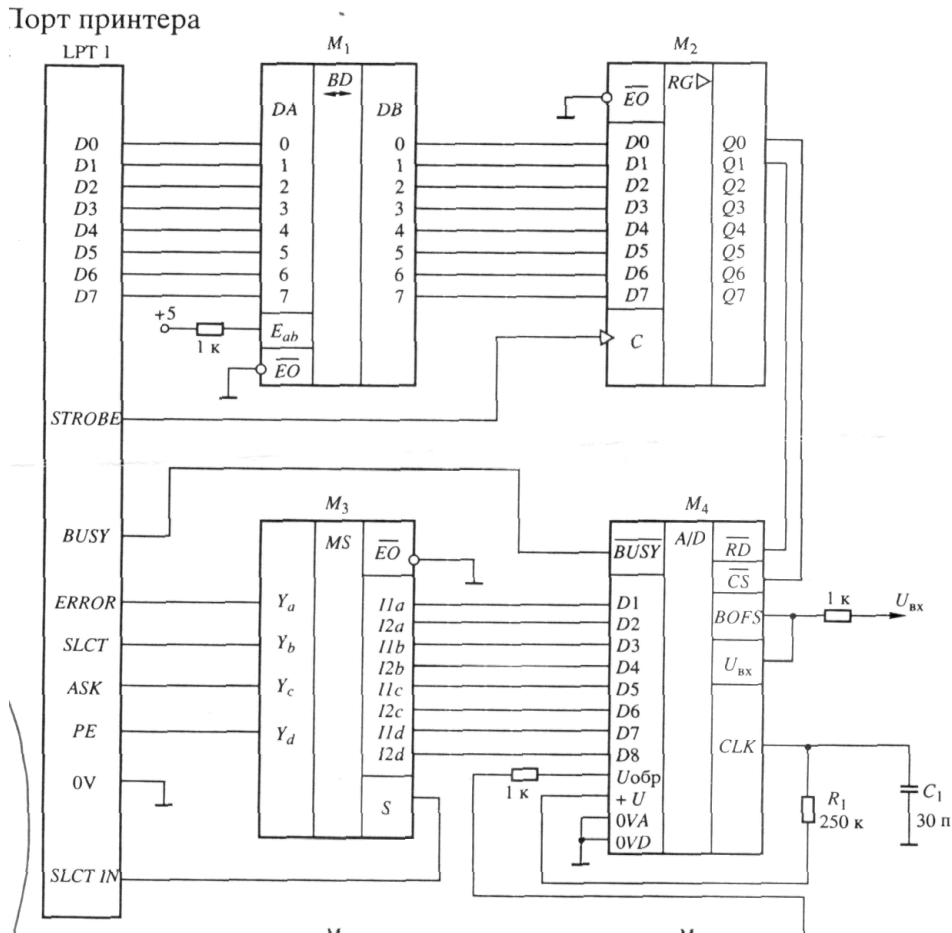 Порт принтера
LPT 1
D0
D1
D2
D3
D4
D5
D6
D7
STROBE
BUSY
ERROR
SLCT
ASK
PE
0V
SLCT IN
M1
BD
DA
DB
0
1
2
3
4
5
6
7
0
1
2
3
4
5
6
7
Eab
EO
+5
1 к
M2
RG
EO
D0
D1
D2
D3
D4
D5
D6
D7
C
Q0
Q1
Q2
Q3
Q4
Q5
Q6
Q7
M3
MS
EO
Ya
Yb
Yc
Yd
I1a
I2a
I1b
I2b
I1c
I2c
I1d
I2d
S
M4
A/D
BUSY
D1
D2
D3
D4
D5
D6
D7
D8
Uобр
+ U
0VA
0VD
RD
CS
BOFS
Uвх
CLK
1 к
Uвх
1 к
R1
250 к
C1
30 п